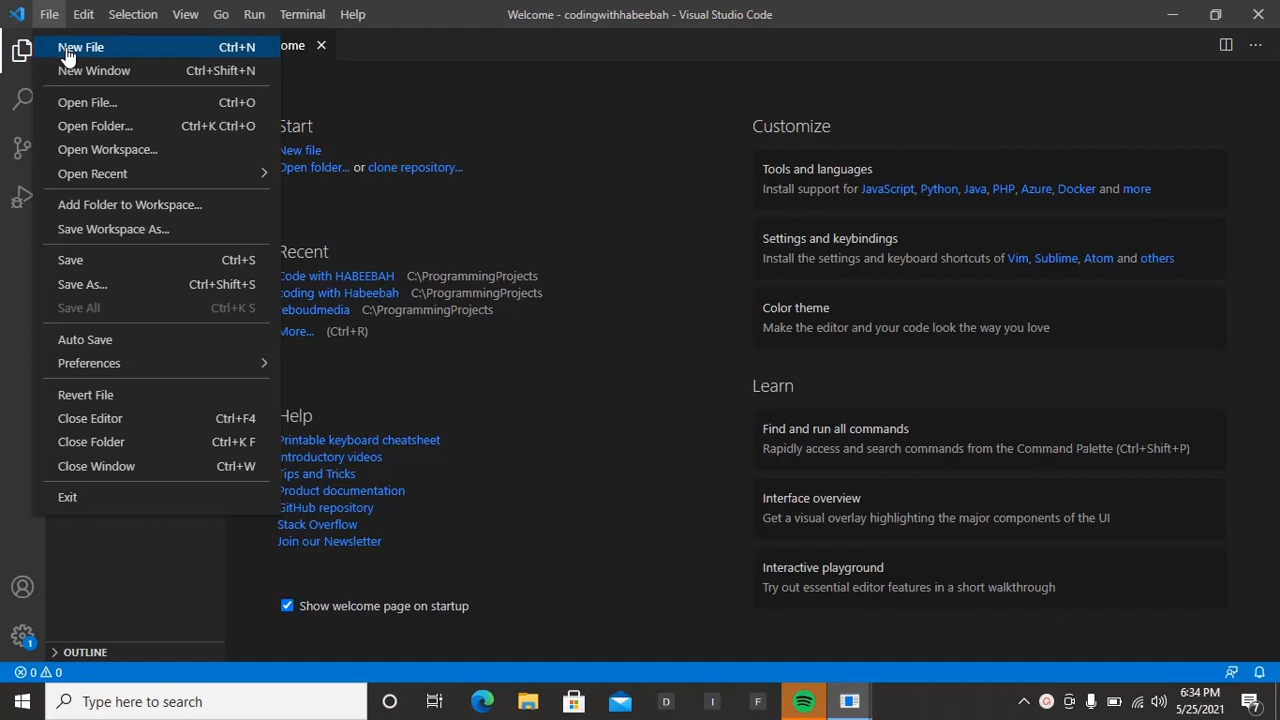 File Edit Selection View Go Run Terminal Help Welcome - codingwithhabeebah - Visual Studio Code
New File Ctrl+N
ome
New Window Ctrl+Shift+N
Open File... Ctrl+O
Open Folder... Ctrl+K Ctrl+O
Open Workspace...
Open Recent
Add Folder to Workspace...
Save Workspace As...
Save Ctrl+S
Save As... Ctrl+Shift+S
Save All Ctrl+K S
Auto Save
Preferences
Revert File
Close Editor Ctrl+F4
Close Folder Ctrl+K F
Close Window Ctrl+W
Exit
Start
New file
Open folder... or clone repository...
Recent
Code with HABEEBAH C:\ProgrammingProjects
coding with Habeebah C:\ProgrammingProjects
reboudmedia C:\ProgrammingProjects
More... (Ctrl+R)
Help
Printable keyboard cheatsheet
Introductory videos
Tips and Tricks
Product documentation
GitHub repository
Stack Overflow
Join our Newsletter
Show welcome page on startup
Customize
Tools and languages
Install support for JavaScript, Python, Java, PHP, Azure, Docker and more
Settings and keybindings
Install the settings and keyboard shortcuts of Vim, Sublime, Atom and others
Color theme
Make the editor and your code look the way you love
Learn
Find and run all commands
Rapidly access and search commands from the Command Palette (Ctrl+Shift+P)
Interface overview
Get a visual overlay highlighting the major components of the UI
Interactive playground
Try out essential editor features in a short walkthrough
1
OUTLINE
0 0
Type here to search
D I F
6:34 PM
5/25/2021
7